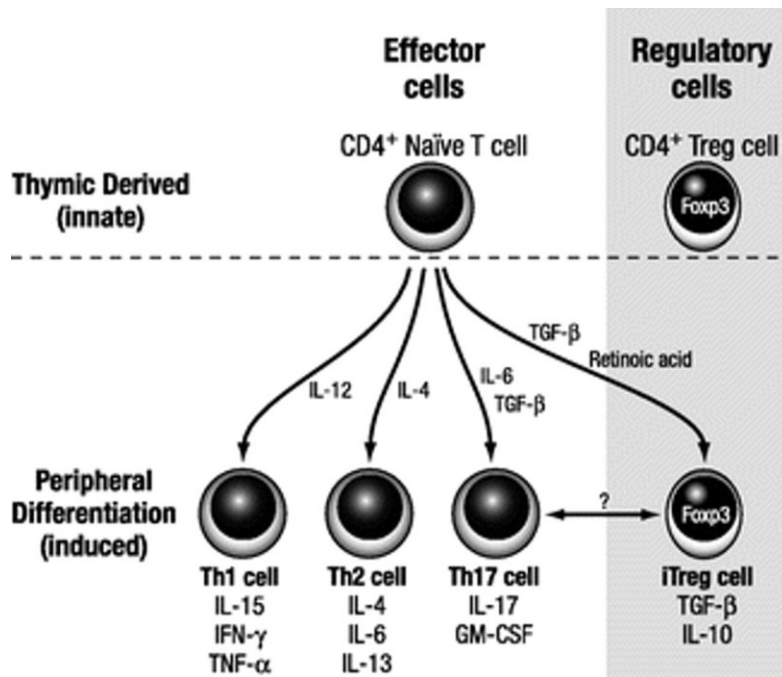 Effector
cells
Regulatory
cells
CD4+ Naïve T cell
CD4+ Treg cell
Thymic Derived
(innate)
Foxp3
TGF-β
Retinoic acid
IL-12
IL-4
IL-6
TGF-β
Peripheral
Differentiation
(induced)
?
Foxp3
Th1 cell
IL-15
IFN-γ
TNF-α
Th2 cell
IL-4
IL-6
IL-13
Th17 cell
IL-17
GM-CSF
iTreg cell
TGF-β
IL-10